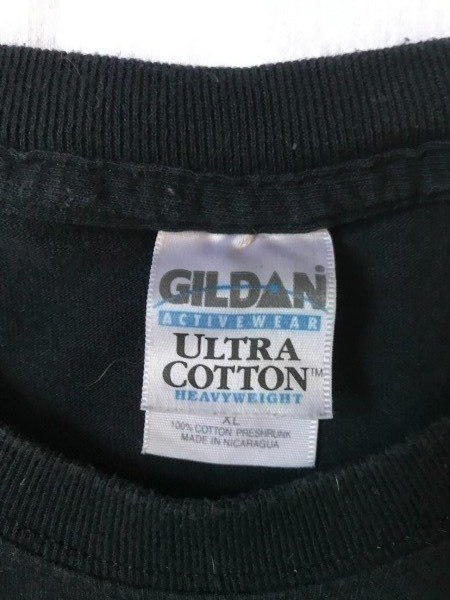 GILDAN
ACTIVEWEAR
ULTRA
COTTON™
HEAVYWEIGHT
XL
100% COTTON PRESHRUNK
MADE IN NICARAGUA